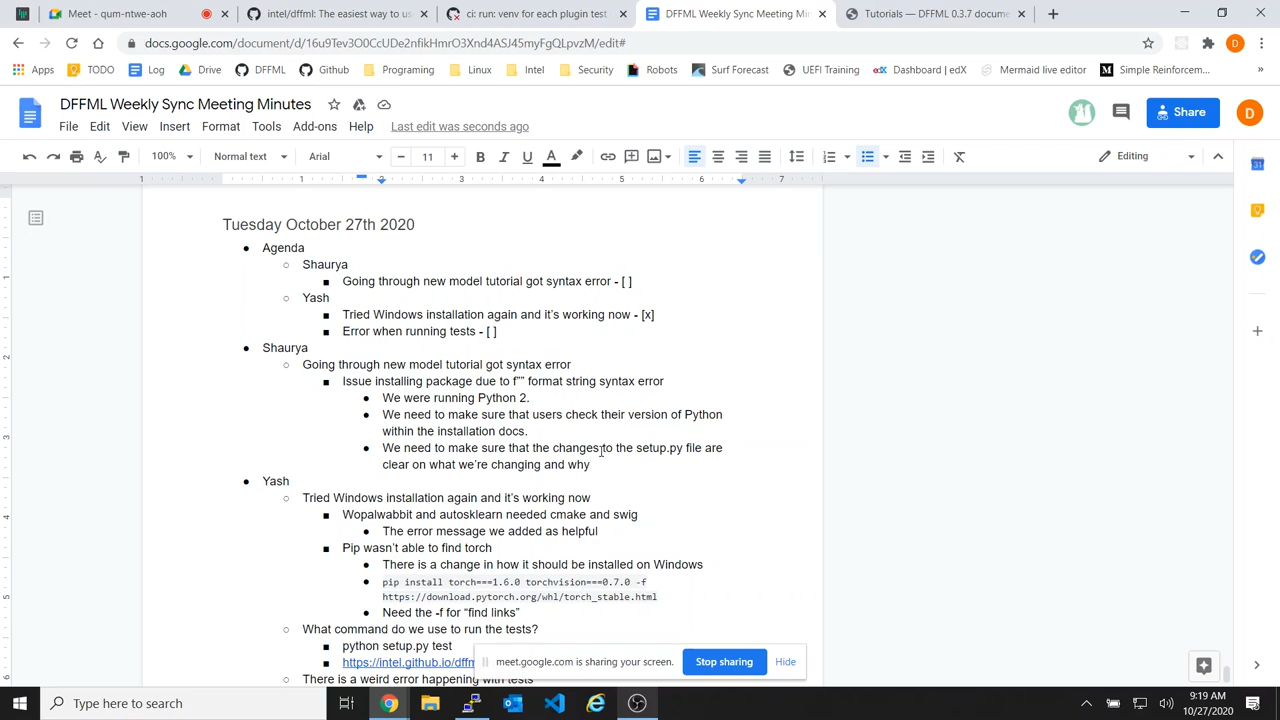 Meet - qum-ntwe-aoh
intel/dffml: The easiest way to us
ci: run: venv for each plugin test
DFFML Weekly Sync Meeting Min
Tutorials — DFFML 0.3.7 docume
docs.google.com/document/d/16u9Tev3O0CcUDe2nfikHmrO3Xnd4ASJ45myFgQLpvzM/edit#
D
Apps
TODO
Log
Drive
DFFML
Github
Programing
Linux
Intel
Security
Robots
Surf Forecast
UEFI Training
Dashboard | edX
Mermaid live editor
Simple Reinforcem...
DFFML Weekly Sync Meeting Minutes
File Edit View Insert Format Tools Add-ons Help Last edit was seconds ago
Share
D
100%
Normal text
Arial
11
Editing
1 1 2 3 4 5 6 7
Tuesday October 27th 2020
● Agenda
○ Shaurya
■ Going through new model tutorial got syntax error - [ ]
○ Yash
■ Tried Windows installation again and it's working now - [x]
■ Error when running tests - [ ]
● Shaurya
○ Going through new model tutorial got syntax error
■ Issue installing package due to f"" format string syntax error
● We were running Python 2.
● We need to make sure that users check their version of Python
within the installation docs.
● We need to make sure that the changes to the setup.py file are
clear on what we're changing and why
● Yash
○ Tried Windows installation again and it's working now
■ Wopalwabbit and autosklearn needed cmake and swig
● The error message we added as helpful
■ Pip wasn't able to find torch
● There is a change in how it should be installed on Windows
● pip install torch===1.6.0 torchvision===0.7.0 -f
https://download.pytorch.org/whl/torch_stable.html
● Need the -f for "find links"
○ What command do we use to run the tests?
■ python setup.py test
■ https://intel.github.io/dffm
○ There is a weird error happening with tests
meet.google.com is sharing your screen.
Stop sharing
Hide
Type here to search
9:19 AM
10/27/2020